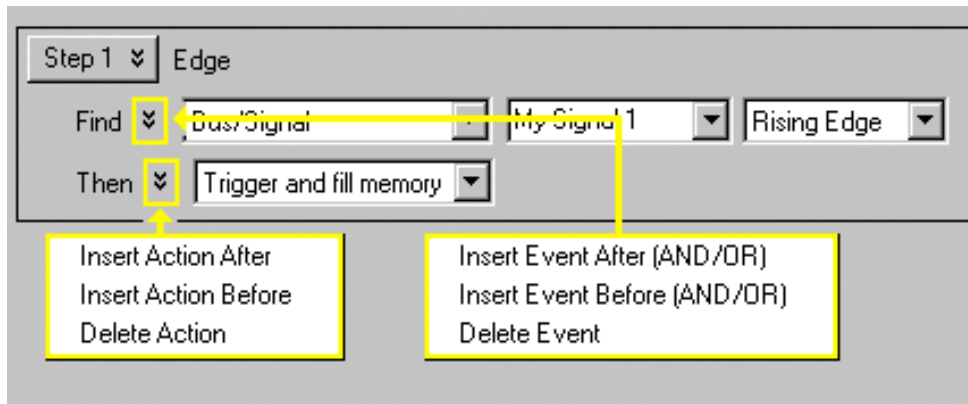 Step 1 Edge
Find Bus/Signal My Signal 1 Rising Edge
Then Trigger and fill memory
Insert Action After
Insert Action Before
Delete Action
Insert Event After (AND/OR)
Insert Event Before (AND/OR)
Delete Event